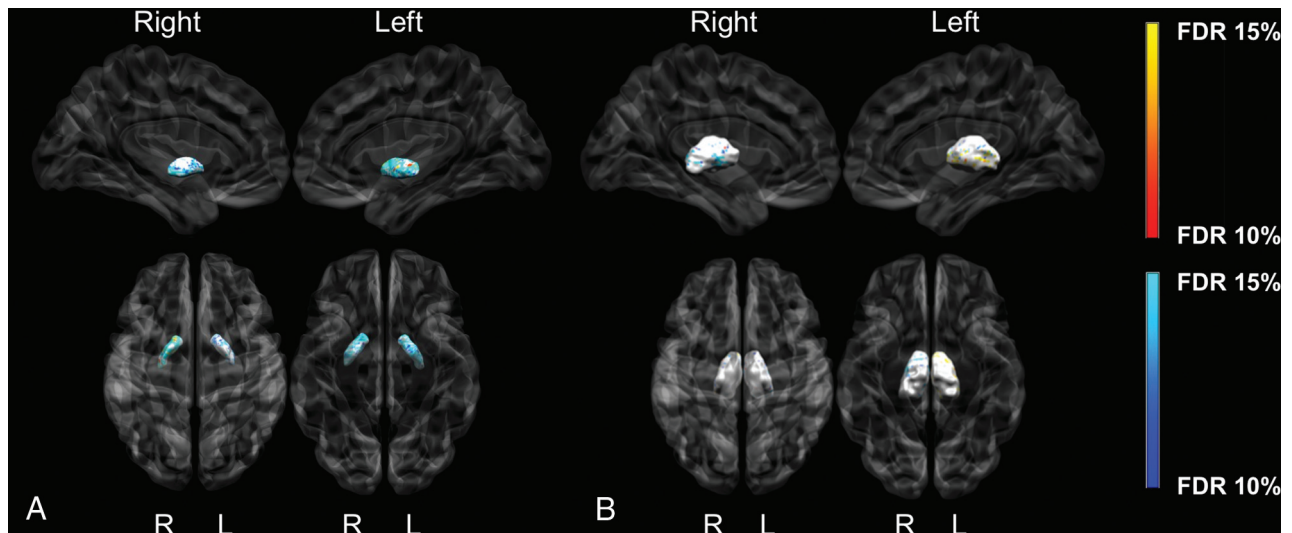 Right Left Right Left
FDR 15%
FDR 10%
FDR 15%
FDR 10%
A B
R L R L R L R L